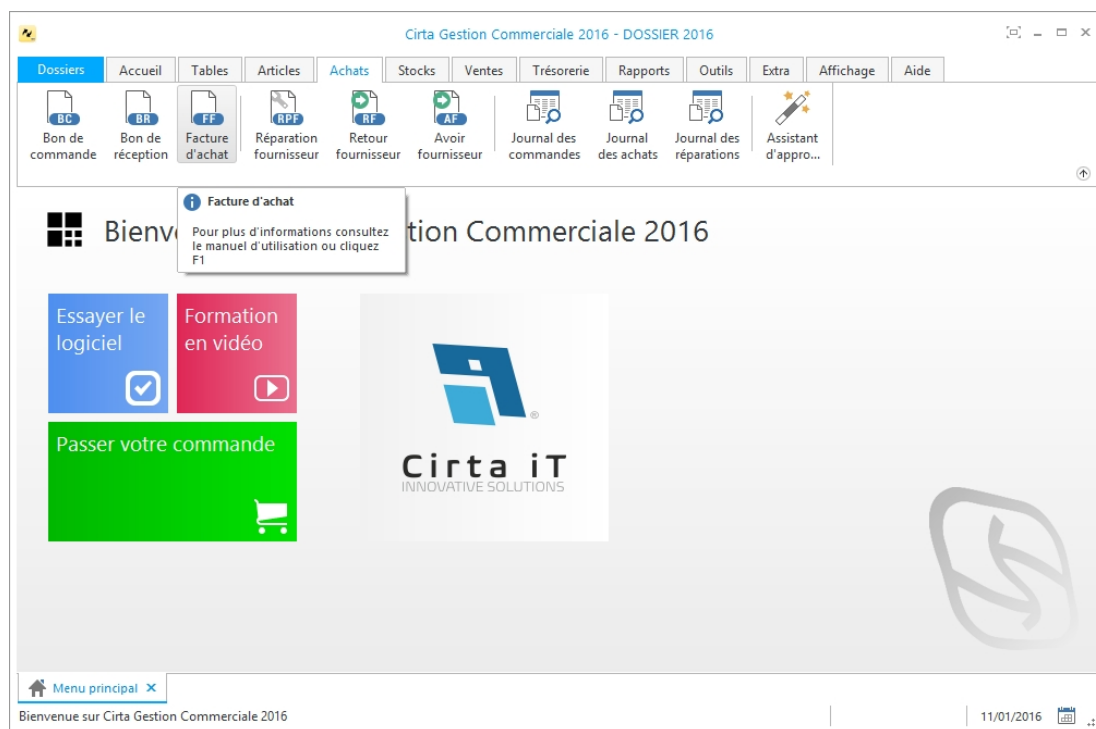 Cirta Gestion Commerciale 2016 - DOSSIER 2016
Dossiers Accueil Tables Articles Achats Stocks Ventes Trésorerie Rapports Outils Extra Affichage Aide
BC BR FF RPF RF AF
Bon de commande
Bon de réception
Facture d'achat
Réparation fournisseur
Retour fournisseur
Avoir fournisseur
Journal des commandes
Journal des achats
Journal des réparations
Assistant d'appro...
Facture d'achat
Pour plus d'informations consultez
le manuel d'utilisation ou cliquez
F1
Bienv
tion Commerciale 2016
Essayer le
logiciel
Formation
en vidéo
Passer votre commande
Cirta iT
INNOVATIVE SOLUTIONS
Menu principal
Bienvenue sur Cirta Gestion Commerciale 2016
11/01/2016